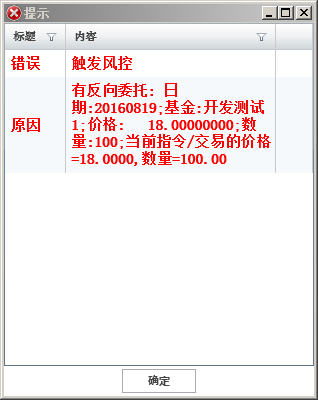 提示
标题 内容
错误 触发风控
有反向委托: 日
期:20160819;基金:开发测试
原因 1;价格: 18.00000000;数
量:100;当前指令/交易的价格
=18.0000,数量=100.00
确定